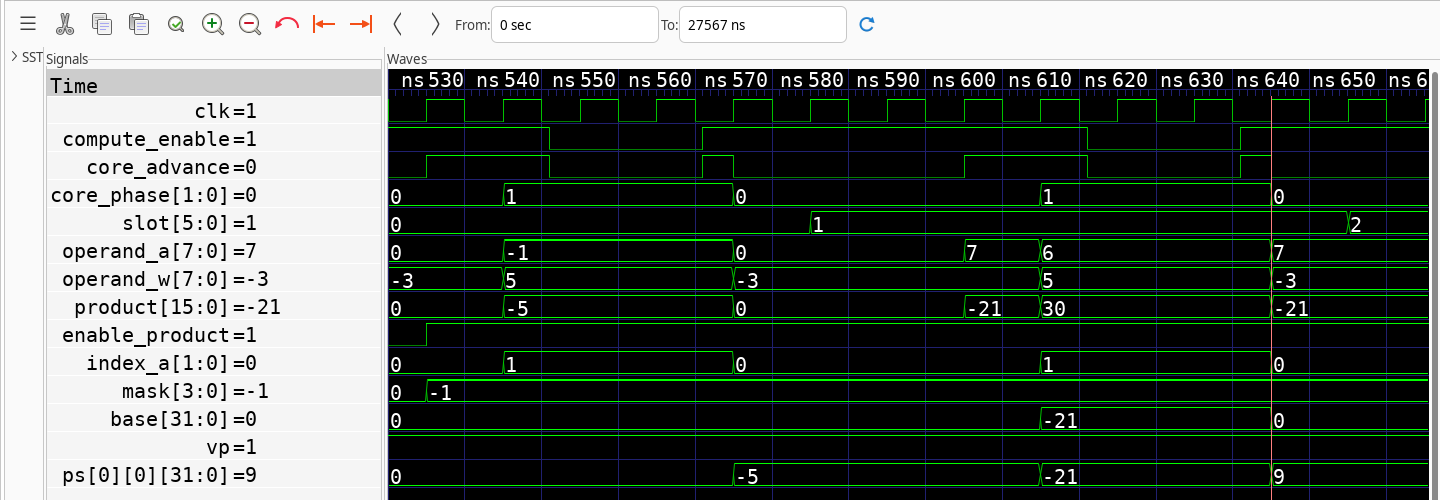 From: 0 sec To: 27567 ns
SST Signals Waves
Time ns 530 ns 540 ns 550 ns 560 ns 570 ns 580 ns 590 ns 600 ns 610 ns 620 ns 630 ns 640 ns 650 ns 6
clk=1
compute_enable=1
core_advance=0
core_phase[1:0]=0 0 1 0 1 0
slot[5:0]=1 0 1 2
operand_a[7:0]=7 0 -1 0 7 6 7
operand_w[7:0]=-3 -3 5 -3 5 -3
product[15:0]=-21 0 -5 0 -21 30 -21
enable_product=1
index_a[1:0]=0 0 1 0 1 0
mask[3:0]=-1 0 -1
base[31:0]=0 0 -21 0
vp=1
ps[0][0][31:0]=9 0 -5 -21 9